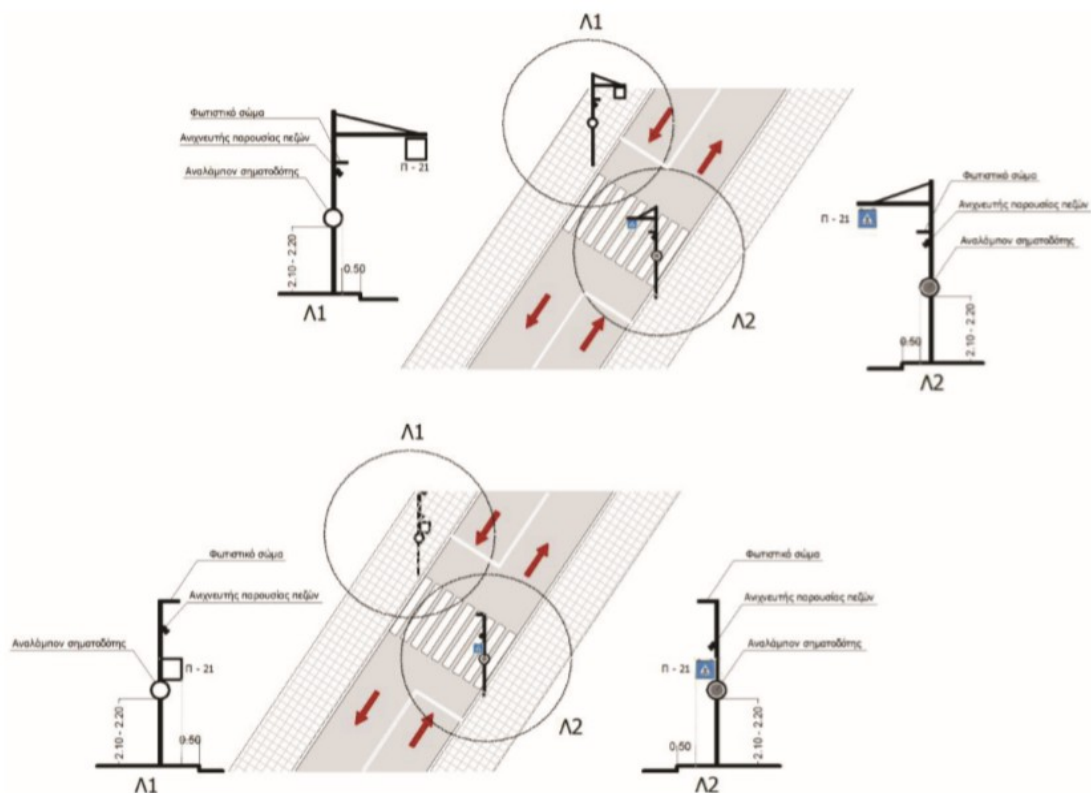 Λ1
Φωτιστικό σώμα
Ανιχνευτής παρουσίας πεζών
Αναλάμπον σηματοδότης
Π - 21
2.10 - 2.20
0.50
Λ1
Λ2
Φωτιστικό σώμα
Π - 21
Ανιχνευτής παρουσίας πεζών
Αναλάμπον σηματοδότης
0.50
2.10 - 2.20
Λ2
Λ1
Φωτιστικό σώμα
Ανιχνευτής παρουσίας πεζών
Αναλάμπον σηματοδότης
Π - 21
2.10 - 2.20
0.50
Λ1
Λ2
Φωτιστικό σώμα
Ανιχνευτής παρουσίας πεζών
Π - 21
Αναλάμπον σηματοδότης
0.50
2.10 - 2.20
Λ2